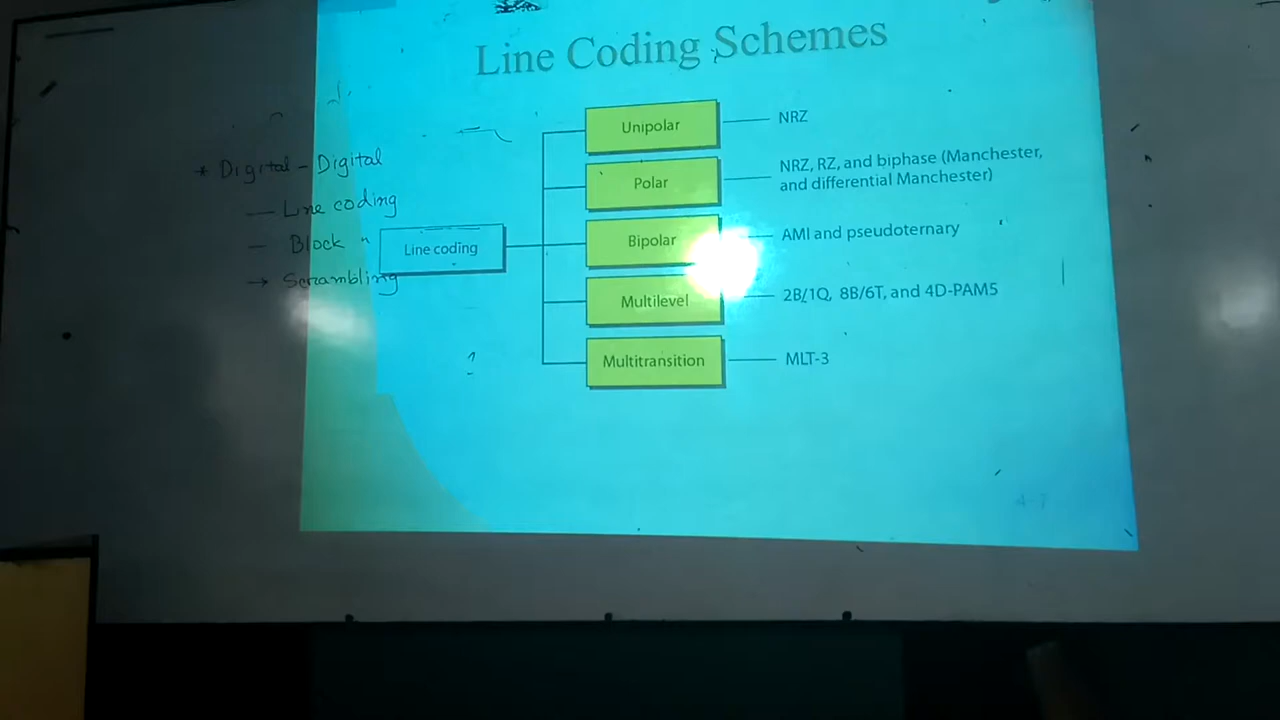 Line Coding Schemes
* Digital - Digital
— Line coding
— Block "
→ Scrambling
Line coding
Unipolar
NRZ
Polar
NRZ, RZ, and biphase (Manchester,
and differential Manchester)
Bipolar
AMI and pseudoternary
Multilevel
2B/1Q, 8B/6T, and 4D-PAM5
Multitransition
MLT-3